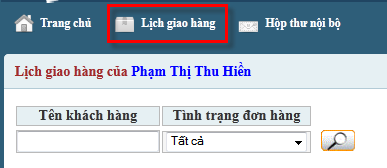 Trang chủ Lịch giao hàng Hộp thư nội bộ
Lịch giao hàng của Phạm Thị Thu Hiền
Tên khách hàng Tình trạng đơn hàng
Tất cả